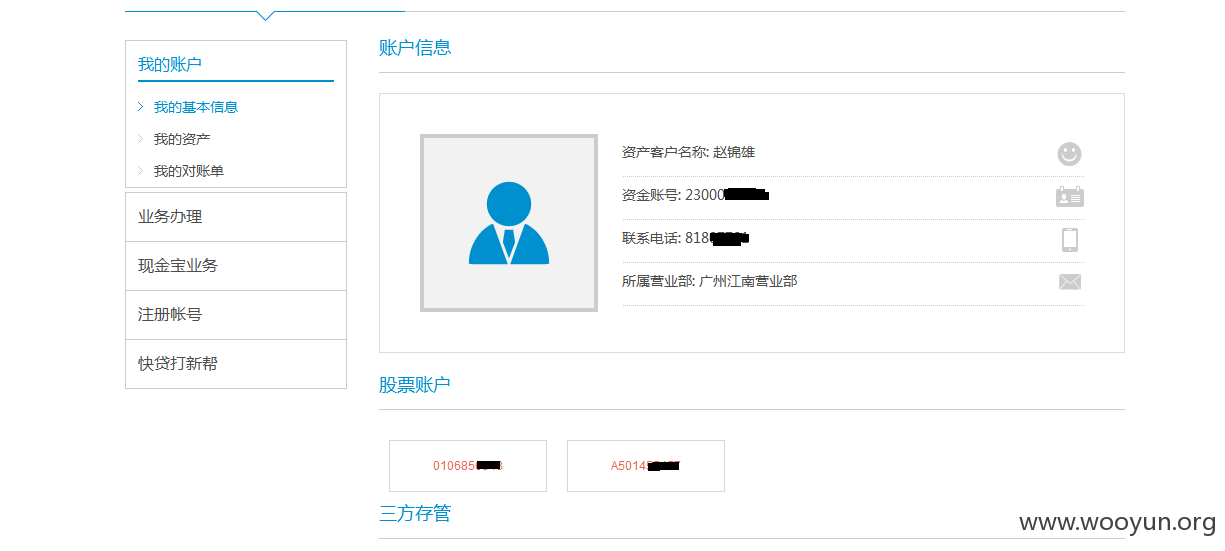 我的账户
我的基本信息
我的资产
我的对账单
业务办理
现金宝业务
注册帐号
快贷打新帮
账户信息
资产客户名称: 赵锦雄
资金账号: 23000
联系电话: 818
所属营业部: 广州江南营业部
股票账户
010685
A5014
三方存管
www.wooyun.org